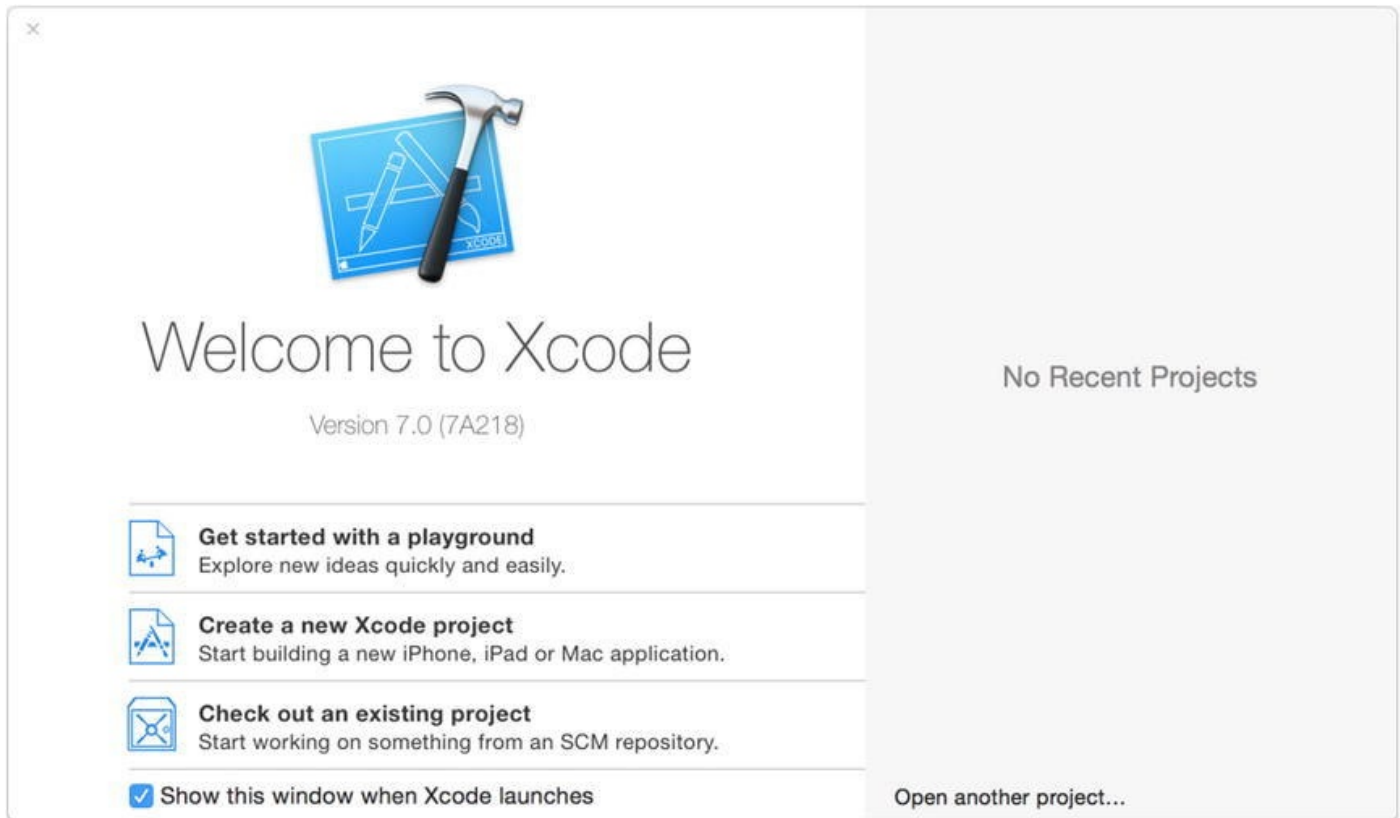 XCODE
Welcome to Xcode
Version 7.0 (7A218)
Get started with a playground
Explore new ideas quickly and easily.
Create a new Xcode project
Start building a new iPhone, iPad or Mac application.
Check out an existing project
Start working on something from an SCM repository.
Show this window when Xcode launches
No Recent Projects
Open another project...